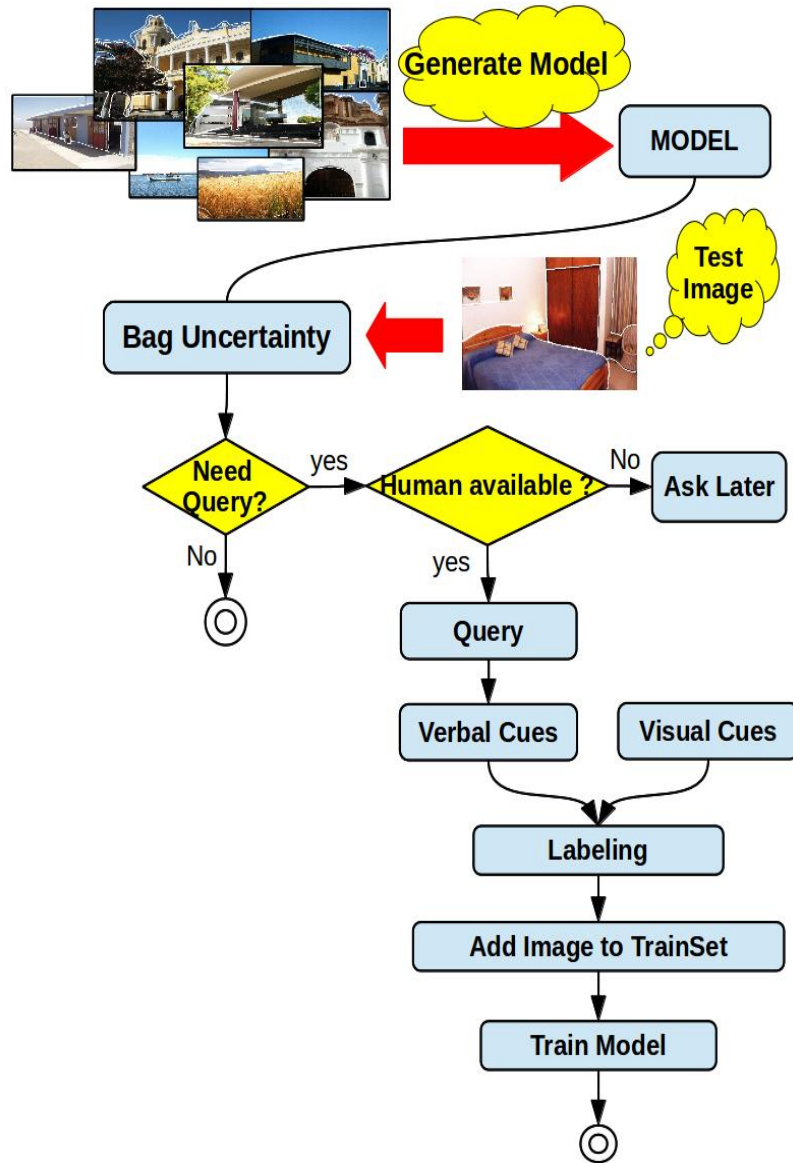 Generate Model
MODEL
Test
Image
Bag Uncertainty
Need
Query?
yes
Human available ?
No
Ask Later
No
yes
Query
Verbal Cues
Visual Cues
Labeling
Add Image to TrainSet
Train Model